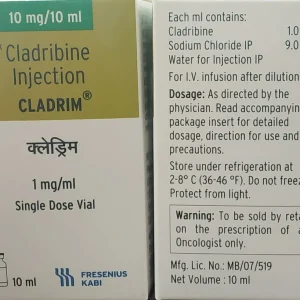 10 mg/10 ml
Cladribine
Injection
CLADRIM®
क्लेड्रिम
1 mg/ml
Single Dose Vial
10 ml
FRESENIUS
KABI
Each ml contains:
Cladribine 1.0
Sodium Chloride IP 9.0
Water for Injection IP
For I.V. infusion after dilution
Dosage: As directed by the
physician. Read accompanyin
package insert for detailed
dosage, direction for use and
precautions.
Store under refrigeration at
2-8° C (36-46 °F). Do not freez
Protect from light.
Warning: To be sold by reta
on the prescription of a
Oncologist only.
Mfg. Lic. No.: MB/07/519
Net Volume : 10 ml